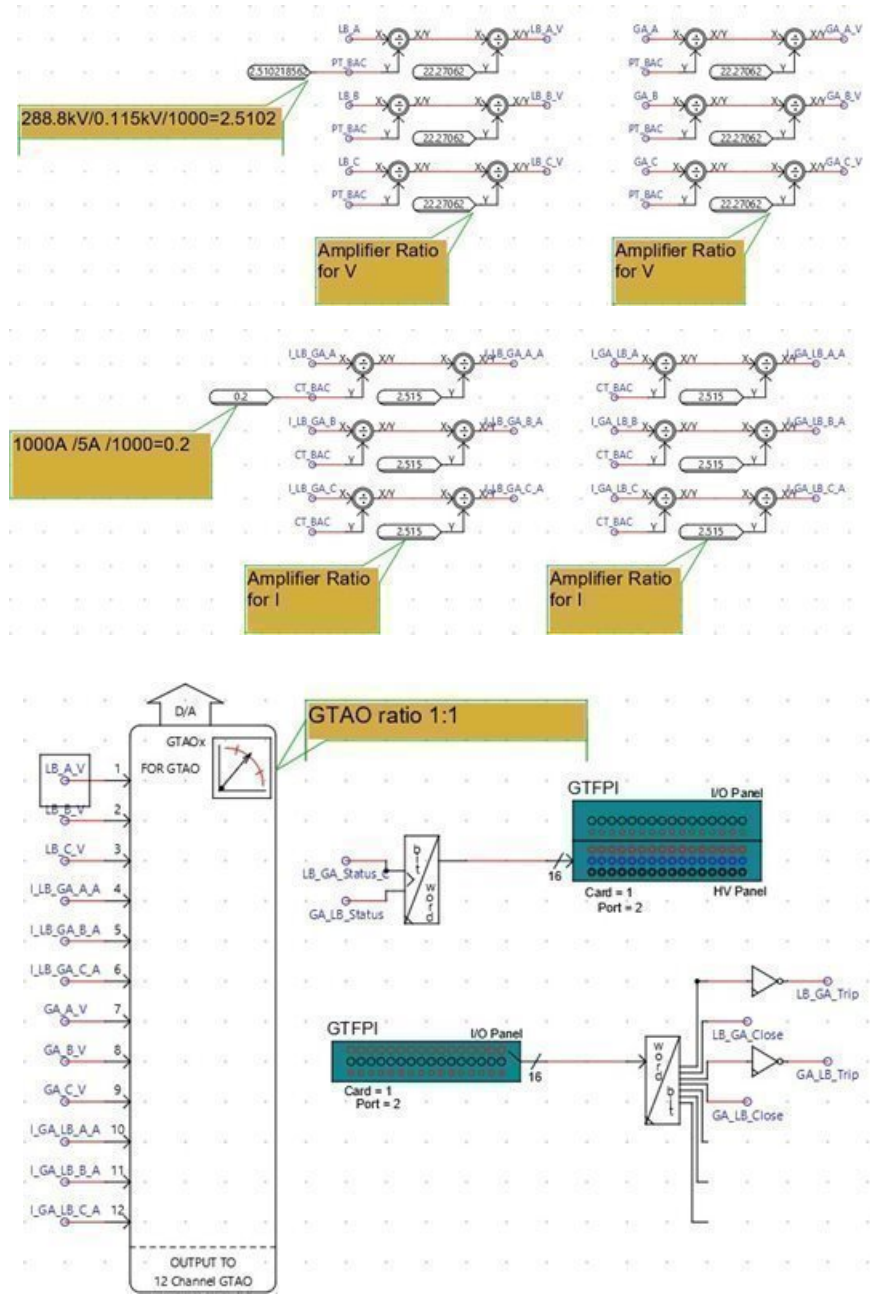 LB_A X X/Y X X/Y LB_A_V
2.510218562 PT_BAC Y 22.27062 Y
288.8kV/0.115kV/1000=2.5102
LB_B X X/Y X X/Y LB_B_V
PT_BAC Y 22.27062 Y
LB_C X X/Y X X/Y LB_C_V
PT_BAC Y 22.27062 Y
Amplifier Ratio
for V
GA_A X X/Y X X/Y GA_A_V
PT_BAC Y 22.27062 Y
GA_B X X/Y X X/Y GA_B_V
PT_BAC Y 22.27062 Y
GA_C X X/Y X X/Y GA_C_V
PT_BAC Y 22.27062 Y
Amplifier Ratio
for V
I_LB_GA_A X X/Y X X/Y I_LB_GA_A_A
0.2 CT_BAC Y 2.515 Y
1000A /5A /1000=0.2
I_LB_GA_B X X/Y X X/Y I_LB_GA_B_A
CT_BAC Y 2.515 Y
I_LB_GA_C X X/Y X X/Y I_LB_GA_C_A
CT_BAC Y 2.515 Y
Amplifier Ratio
for I
I_GA_LB_A X X/Y X X/Y I_GA_LB_A_A
CT_BAC Y 2.515 Y
I_GA_LB_B X X/Y X X/Y I_GA_LB_B_A
CT_BAC Y 2.515 Y
I_GA_LB_C X X/Y X X/Y I_GA_LB_C_A
CT_BAC Y 2.515 Y
Amplifier Ratio
for I
D/A
GTAOx
FOR GTAO
GTAO ratio 1:1
LB_A_V 1
LB_B_V 2
LB_C_V 3
I_LB_GA_A_A 4
I_LB_GA_B_A 5
I_LB_GA_C_A 6
GA_A_V 7
GA_B_V 8
GA_C_V 9
I_GA_LB_A_A 10
I_GA_LB_B_A 11
I_GA_LB_C_A 12
OUTPUT TO
12 Channel GTAO
LB_GA_Status_C
GA_LB_Status
bit
word
16
GTFPI
I/O Panel
HV Panel
Card = 1
Port = 2
GTFPI
I/O Panel
Card = 1
Port = 2
16
word
bit
LB_GA_Trip
LB_GA_Close
GA_LB_Trip
GA_LB_Close